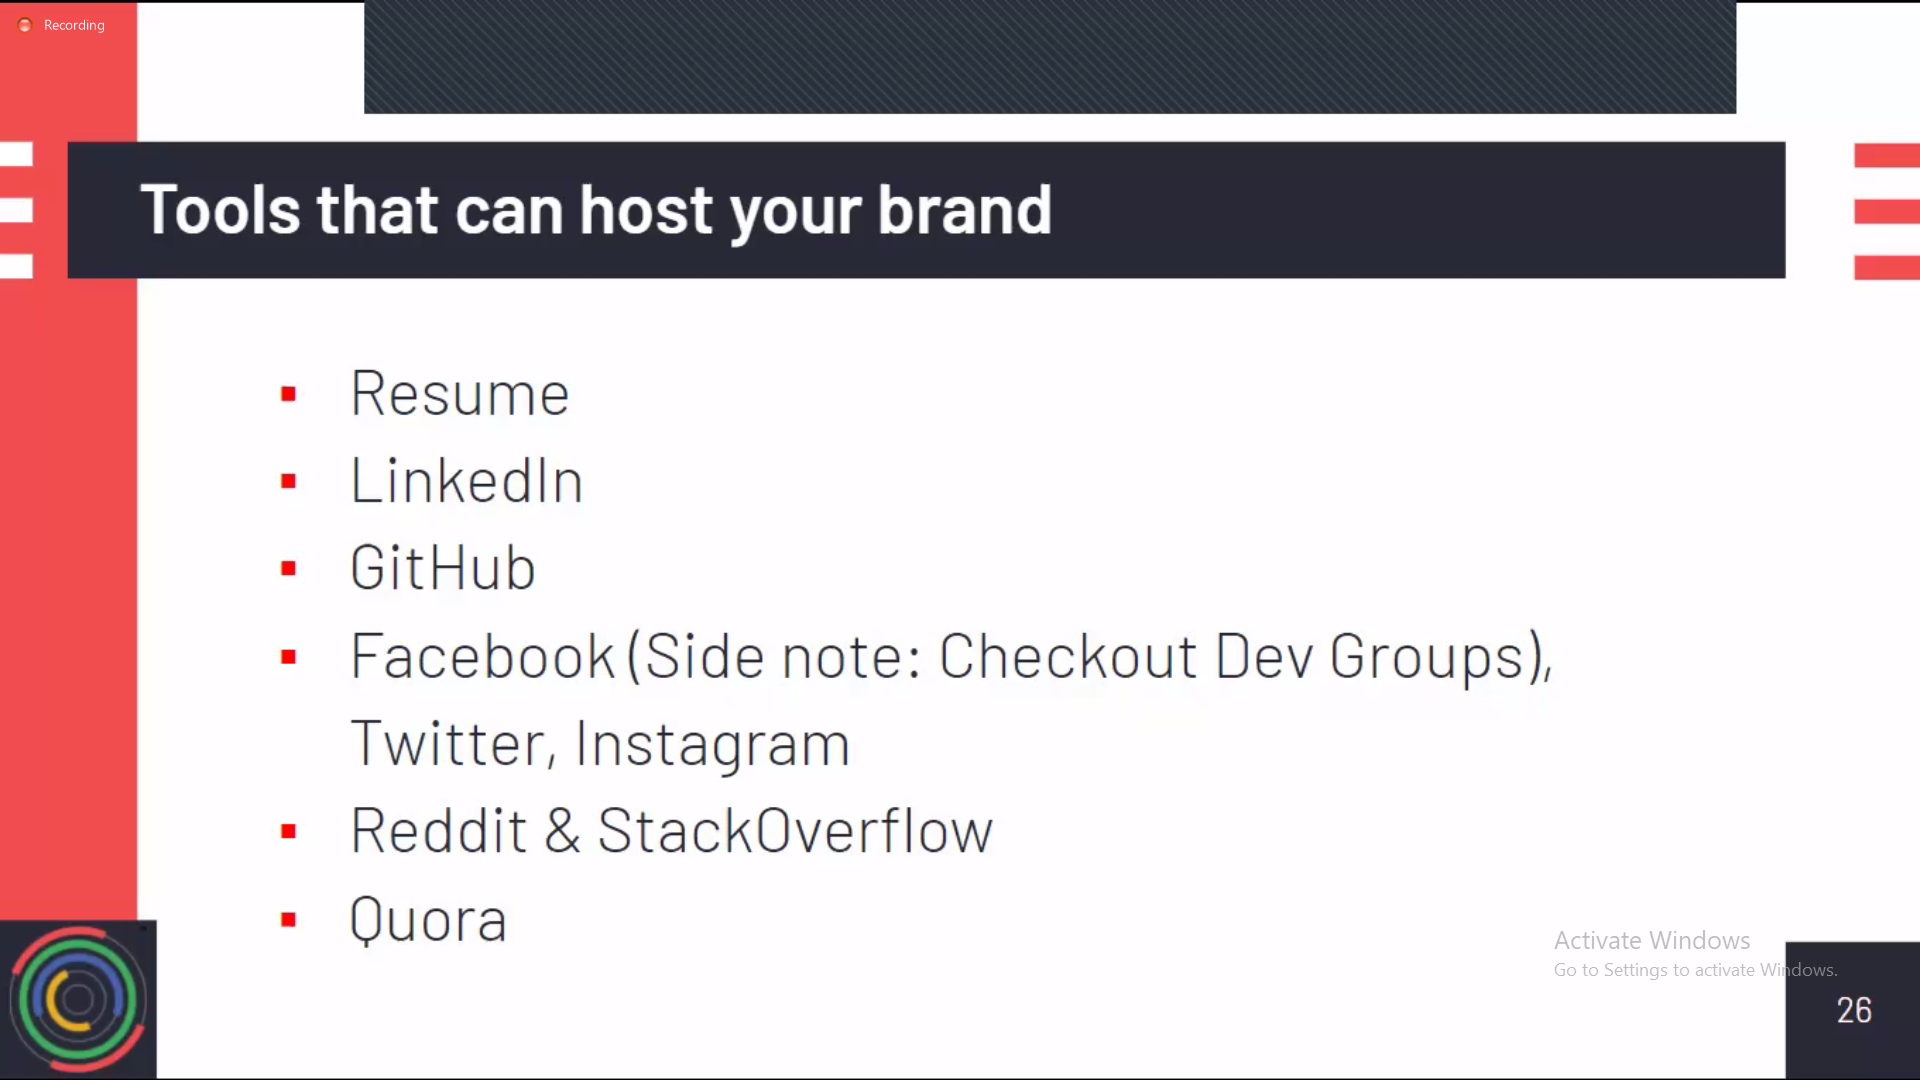 Recording
Tools that can host your brand
Resume
LinkedIn
GitHub
Facebook (Side note: Checkout Dev Groups),
Twitter, Instagram
Reddit & StackOverflow
Quora
Activate Windows
Go to Settings to activate Windows.
26